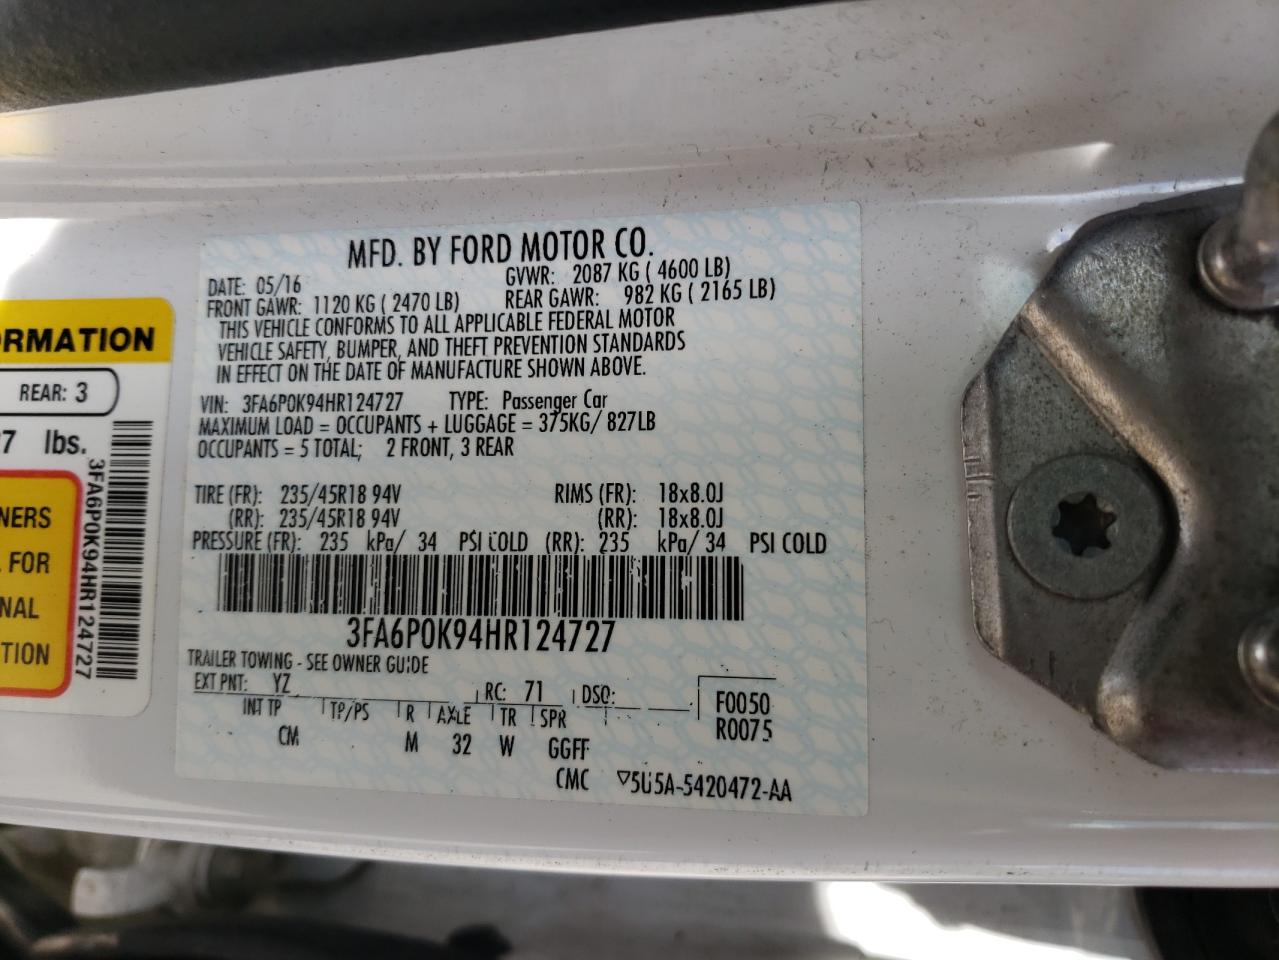 MFD. BY FORD MOTOR CO.
DATE: 05/16 GVWR: 2087 KG ( 4600 LB)
FRONT GAWR: 1120 KG ( 2470 LB) REAR GAWR: 982 KG ( 2165 LB)
THIS VEHICLE CONFORMS TO ALL APPLICABLE FEDERAL MOTOR
VEHICLE SAFETY, BUMPER, AND THEFT PREVENTION STANDARDS
IN EFFECT ON THE DATE OF MANUFACTURE SHOWN ABOVE.
VIN: 3FA6P0K94HR124727 TYPE: Passenger Car
MAXIMUM LOAD = OCCUPANTS + LUGGAGE = 375KG/ 827LB
OCCUPANTS = 5 TOTAL; 2 FRONT, 3 REAR
TIRE (FR): 235/45R18 94V RIMS (FR): 18x8.0J
(RR): 235/45R18 94V (RR): 18x8.0J
PRESSURE (FR): 235 kPa/ 34 PSI COLD (RR): 235 kPa/ 34 PSI COLD
3FA6P0K94HR124727
TRAILER TOWING - SEE OWNER GUIDE
EXT PNT: YZ RC: 71 DSO: F0050
INT TP TP/PS R AXLE TR SPR R0075
CM M 32 W GGFF
CMC ▽5U5A-5420472-AA
ORMATION
REAR: 3
7 lbs.
3FA6P0K94HR124727
NERS
FOR
NAL
TION